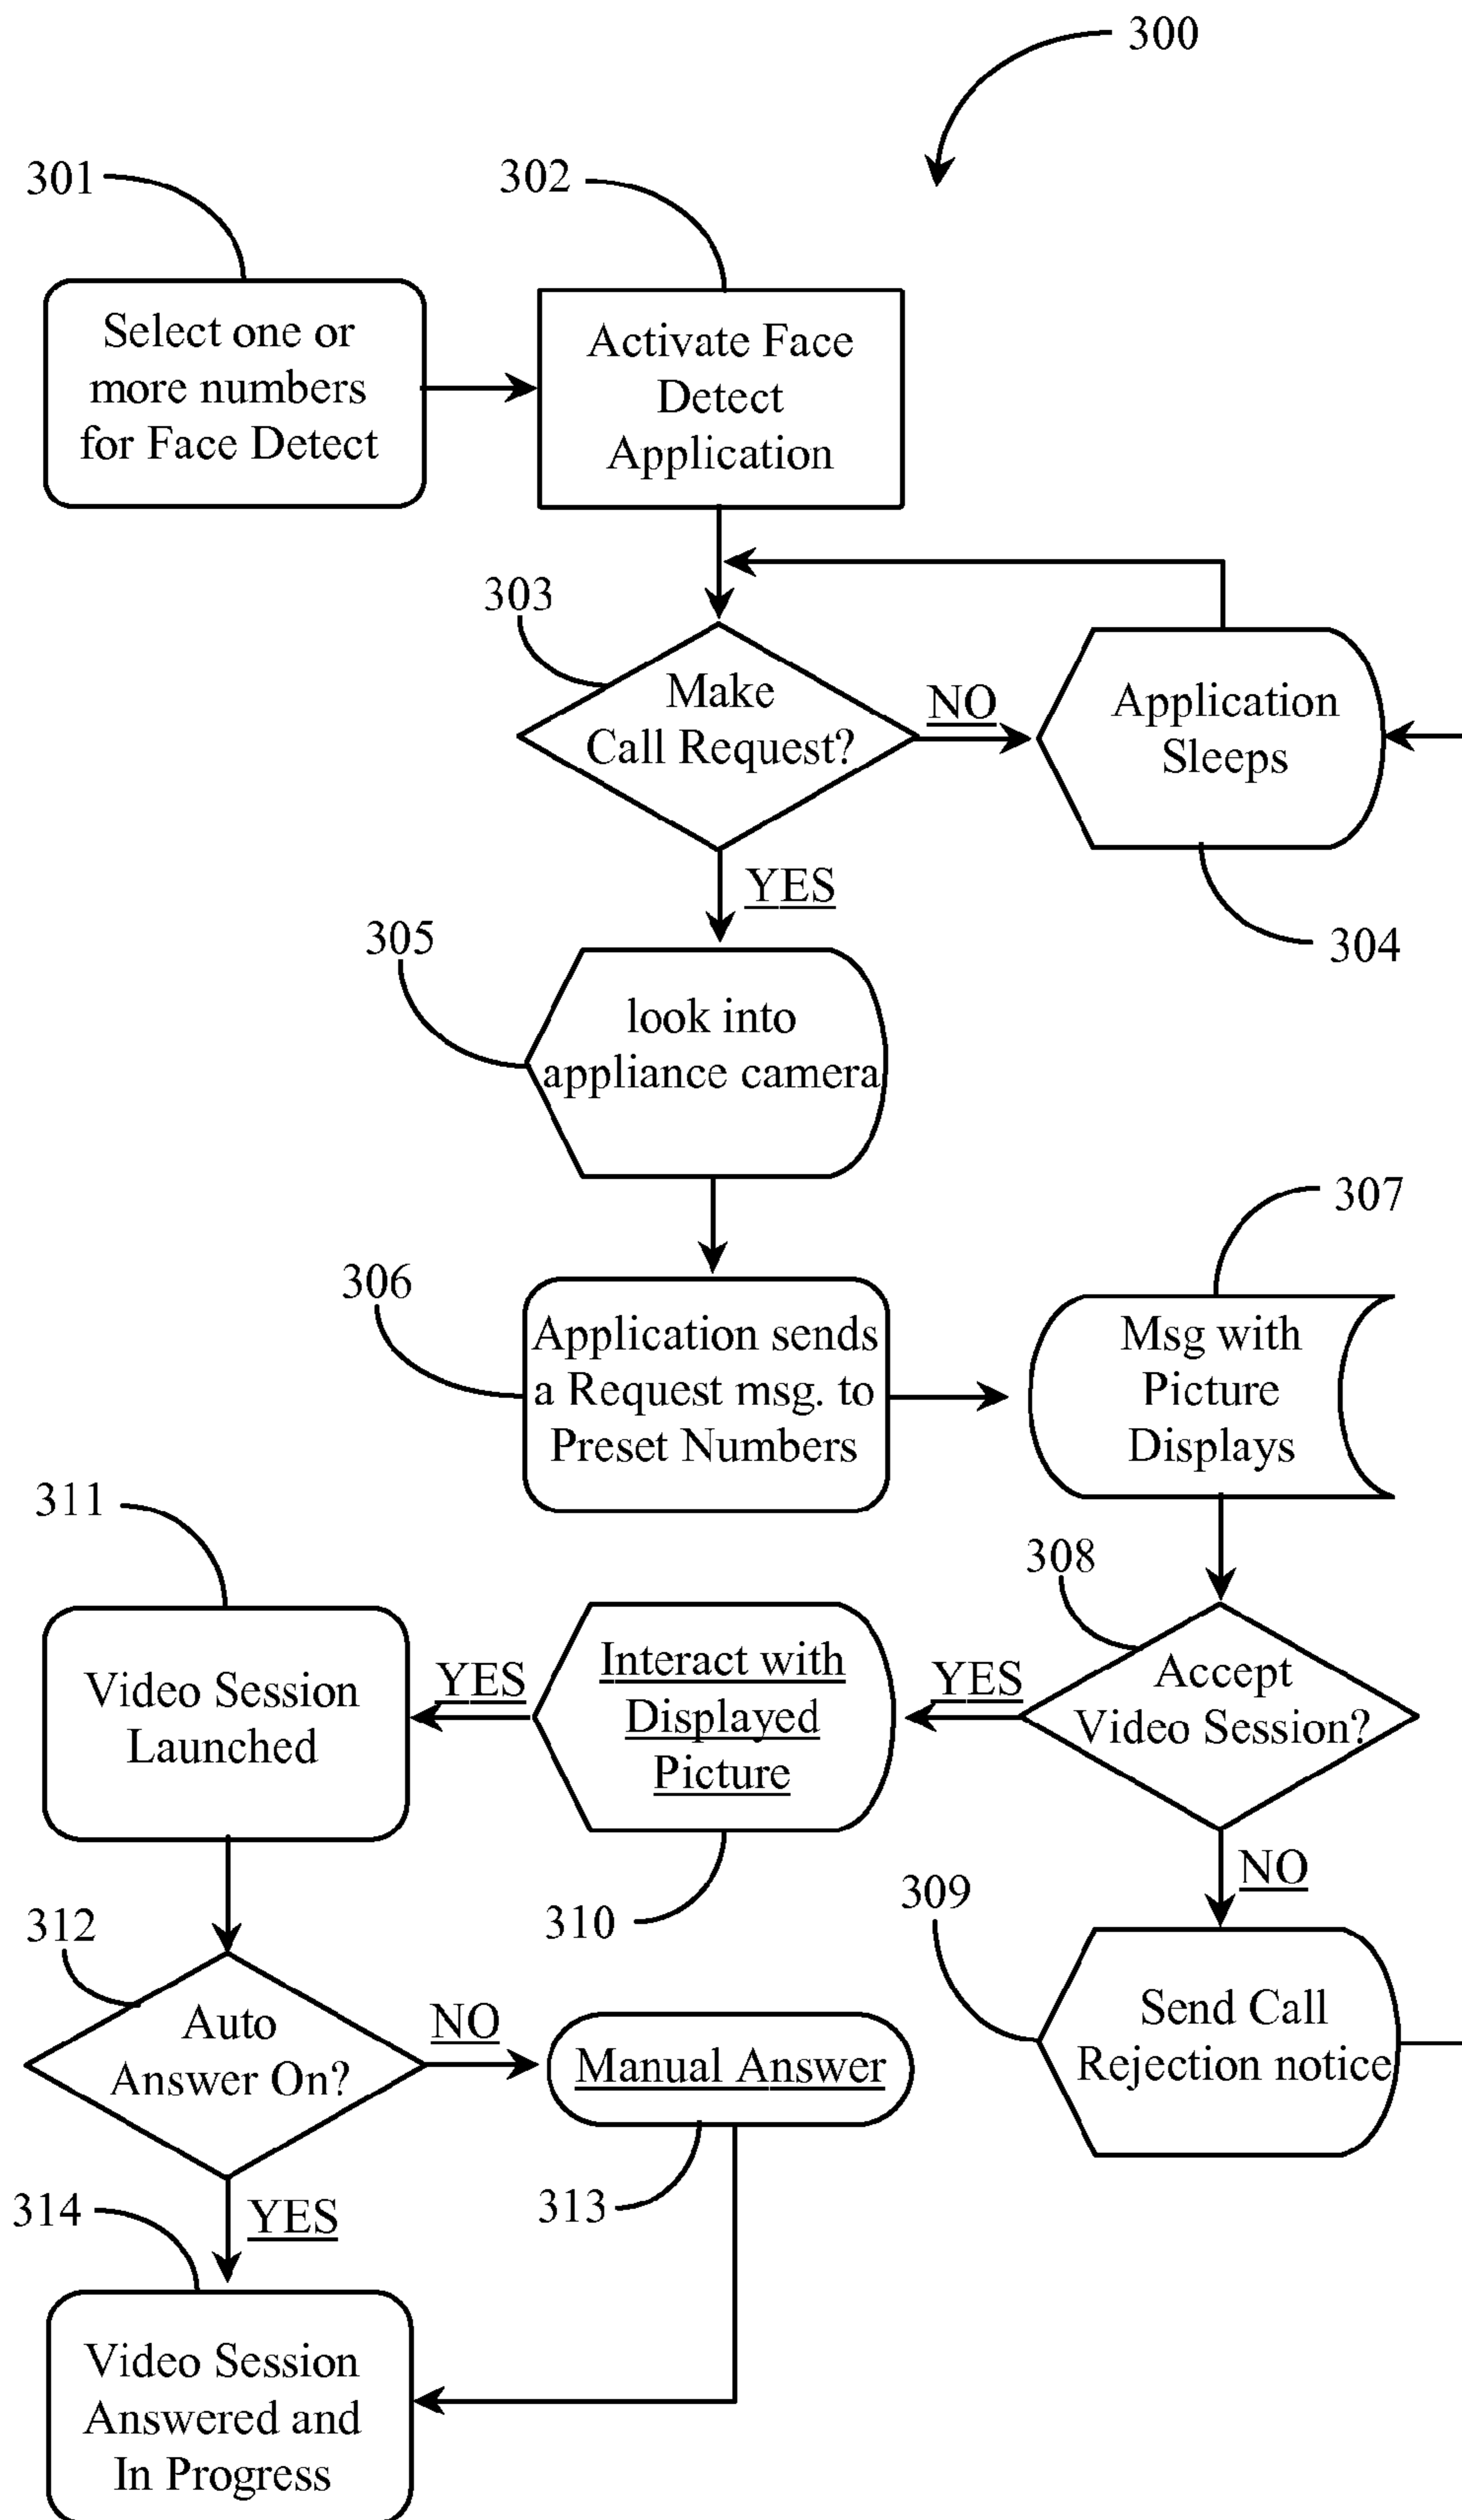 300
301
302
Select one or
more numbers
for Face Detect
Activate Face
Detect
Application
303
Make
Call Request?
NO
Application
Sleeps
304
YES
305
look into
appliance camera
306
Application sends
a Request msg. to
Preset Numbers
307
Msg with
Picture
Displays
308
Accept
Video Session?
YES
NO
309
Send Call
Rejection notice
Interact with
Displayed
Picture
310
YES
311
Video Session
Launched
312
Auto
Answer On?
NO
Manual Answer
313
YES
314
Video Session
Answered and
In Progress